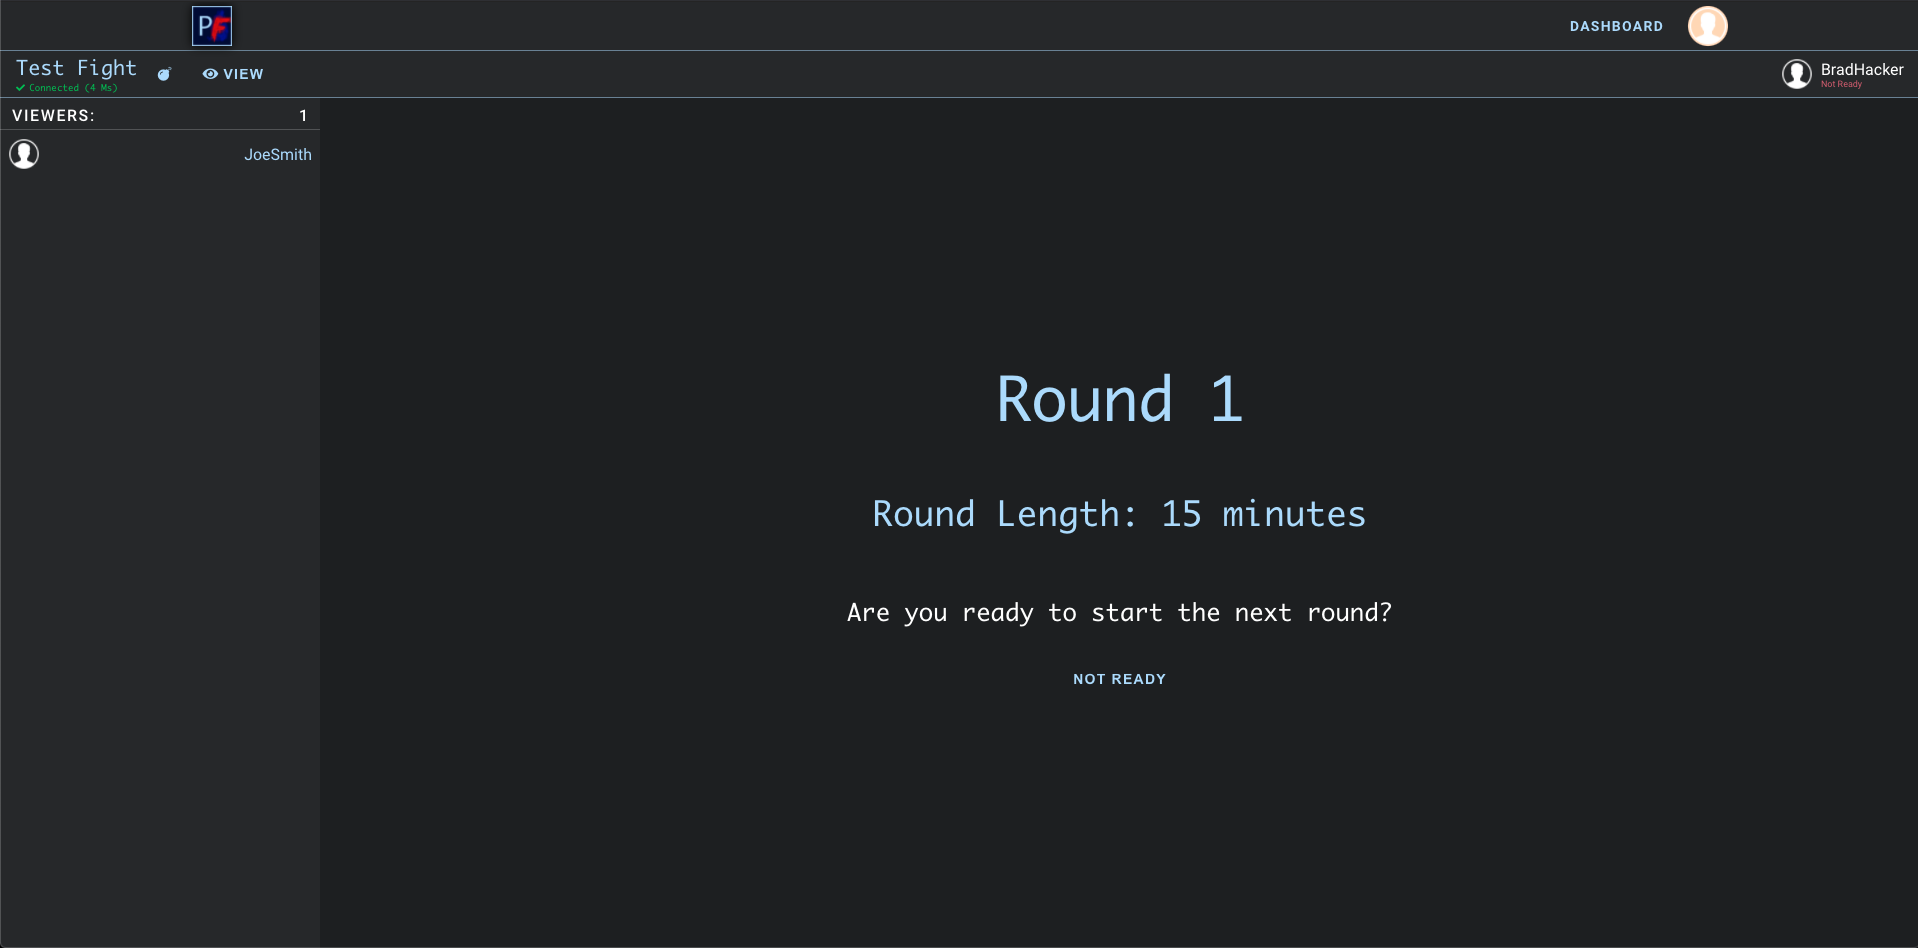 PF
DASHBOARD
Test Fight
Connected (4 Ms)
VIEW
BradHacker
Not Ready
VIEWERS: 1
JoeSmith
Round 1
Round Length: 15 minutes
Are you ready to start the next round?
NOT READY